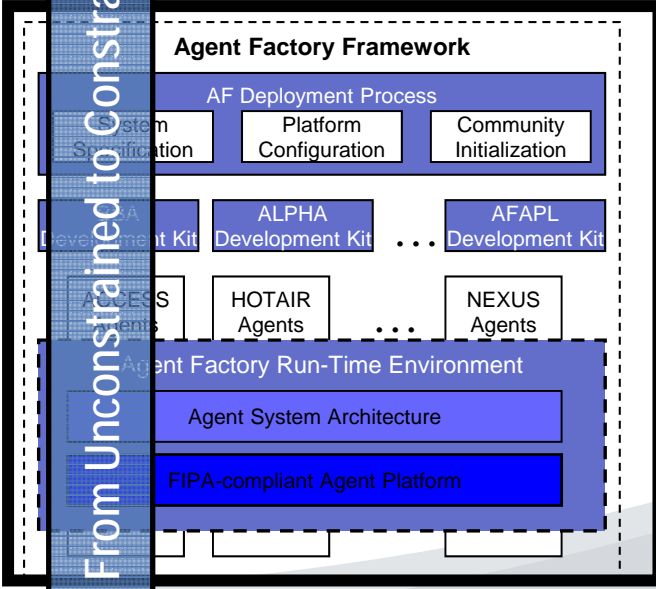 From Unconstrained to Constra
Agent Factory Framework
AF Deployment Process
System
Specification
Platform
Configuration
Community
Initialization
Development Kit
ALPHA
Development Kit
...
AFAPL
Development Kit
ACCESS
Agents
HOTAIR
Agents
...
NEXUS
Agents
Agent Factory Run-Time Environment
Agent System Architecture
FIPA-compliant Agent Platform